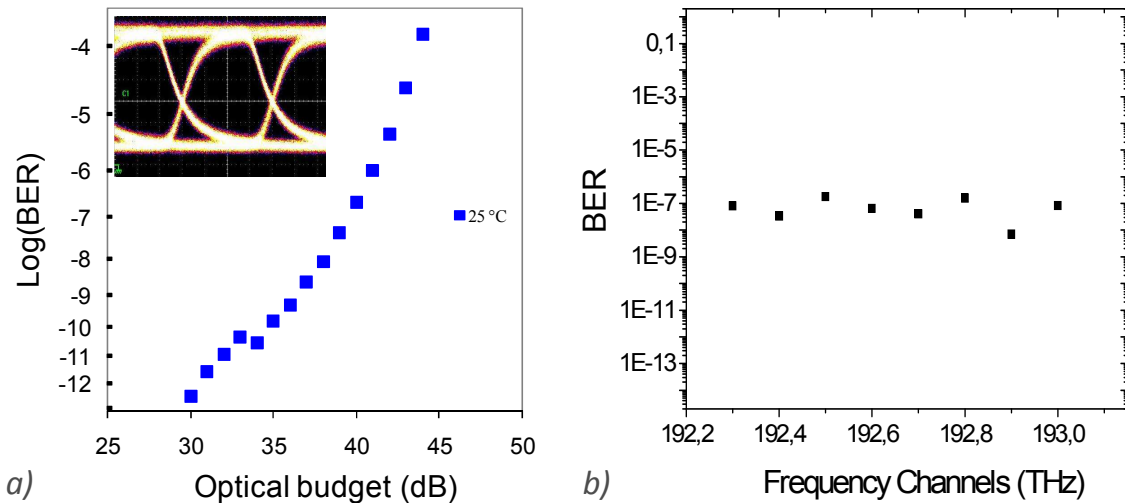 C1
-4
-5
-6
-7
-8
-9
-10
-11
-12
25 30 35 40 45 50
Log(BER)
Optical budget (dB)
25 °C
a)
0,1
1E-3
1E-5
1E-7
1E-9
1E-11
1E-13
192,2 192,4 192,6 192,8 193,0
BER
Frequency Channels (THz)
b)